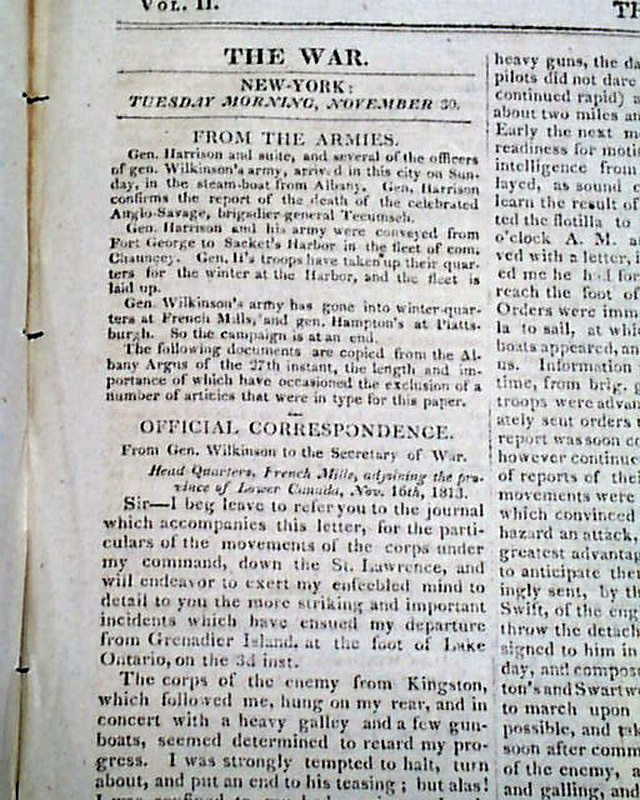 VOL. II.
TH
THE WAR.
NEW-YORK:
TUESDAY MORNING, NOVEMBER 30.
FROM THE ARMIES.
Gen. Harrison and suite, and several of the officers
of gen. Wilkinson's army, arrived in this city on Sun-
day, in the steam-boat from Albany. Gen. Harrison
confirms the report of the death of the celebrated
Anglo-Savage, brigadier-general Tecumseh.
Gen. Harrison and his army were conveyed from
Fort George to Sacket's Harbor in the fleet of com.
Chauncey. Gen. H's troops have taken up their quar-
ters for the winter at the Harbor, and the fleet is
laid up.
Gen. Wilkinson's army has gone into winter-quar-
ters at French Mills, and gen. Hampton's at Platts-
burgh. So the campaign is at an end.
The following documents are copied from the Al-
bany Argus of the 27th instant, the length and im-
portance of which have occasioned the exclusion of a
number of articles that were in type for this paper.
OFFICIAL CORRESPONDENCE.
From Gen. Wilkinson to the Secretary of War.
Head Quarters, French Mills, adjoining the pro-
vince of Lower Canada, Nov. 16th, 1813.
Sir—I beg leave to refer you to the journal
which accompanies this letter, for the parti-
culars of the movements of the corps under
my command, down the St. Lawrence, and
will endeavor to exert my enfeebled mind to
detail to you the more striking and important
incidents which have ensued my departure
from Grenadier Island, at the foot of Lake
Ontario, on the 3d inst.
The corps of the enemy from Kingston,
which followed me, hung on my rear, and in
concert with a heavy galley and a few gun-
boats, seemed determined to retard my pro-
gress. I was strongly tempted to halt, turn
about, and put an end to his teasing; but alas!
heavy guns, the da
pilots did not dare
continued rapid) a
about two miles an
Early the next m
readiness for moti
intelligence from
layed, as sound
learn the result of
ted the flotilla to
o'clock A. M. a
ved with a letter, i
ed me he had for
reach the foot of
Orders were imm
la to sail, at whic
boats appeared, an
us. Information
time, from brig. g
troops were advan
ately sent orders
report was soon co
however continue
of reports of thei
movements were
which convinced
hazard an attack,
greatest advantag
to anticipate the
ingly sent, by th
Swift, of the eng
throw the detach
signed to him in
day, and compose
ton's and Swartw
to march upon
possible, and tak
soon after comm
of the enemy, a
and galling, and